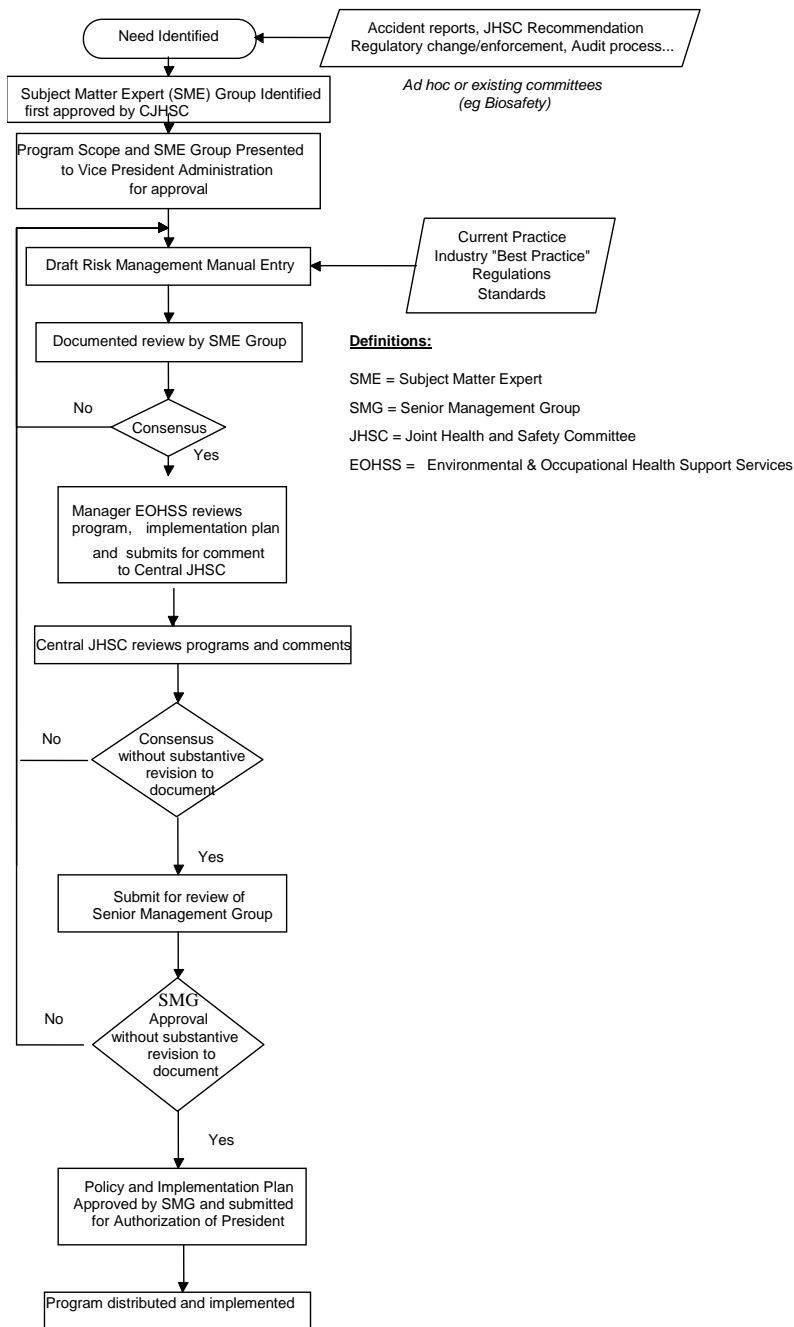 Need Identified
Accident reports, JHSC Recommendation
Regulatory change/enforcement, Audit process...
Ad hoc or existing committees
(eg Biosafety)
Subject Matter Expert (SME) Group Identified
first approved by CJHSC
Program Scope and SME Group Presented
to Vice President Administration
for approval
Current Practice
Industry "Best Practice"
Regulations
Standards
Draft Risk Management Manual Entry
Documented review by SME Group
Definitions:
SME = Subject Matter Expert
SMG = Senior Management Group
JHSC = Joint Health and Safety Committee
EOHSS = Environmental & Occupational Health Support Services
No
Consensus
Yes
Manager EOHSS reviews
program, implementation plan
and submits for comment
to Central JHSC
Central JHSC reviews programs and comments
No
Consensus
without substantive
revision to
document
Yes
Submit for review of
Senior Management Group
No
SMG
Approval
without substantive
revision to
document
Yes
Policy and Implementation Plan
Approved by SMG and submitted
for Authorization of President
Program distributed and implemented